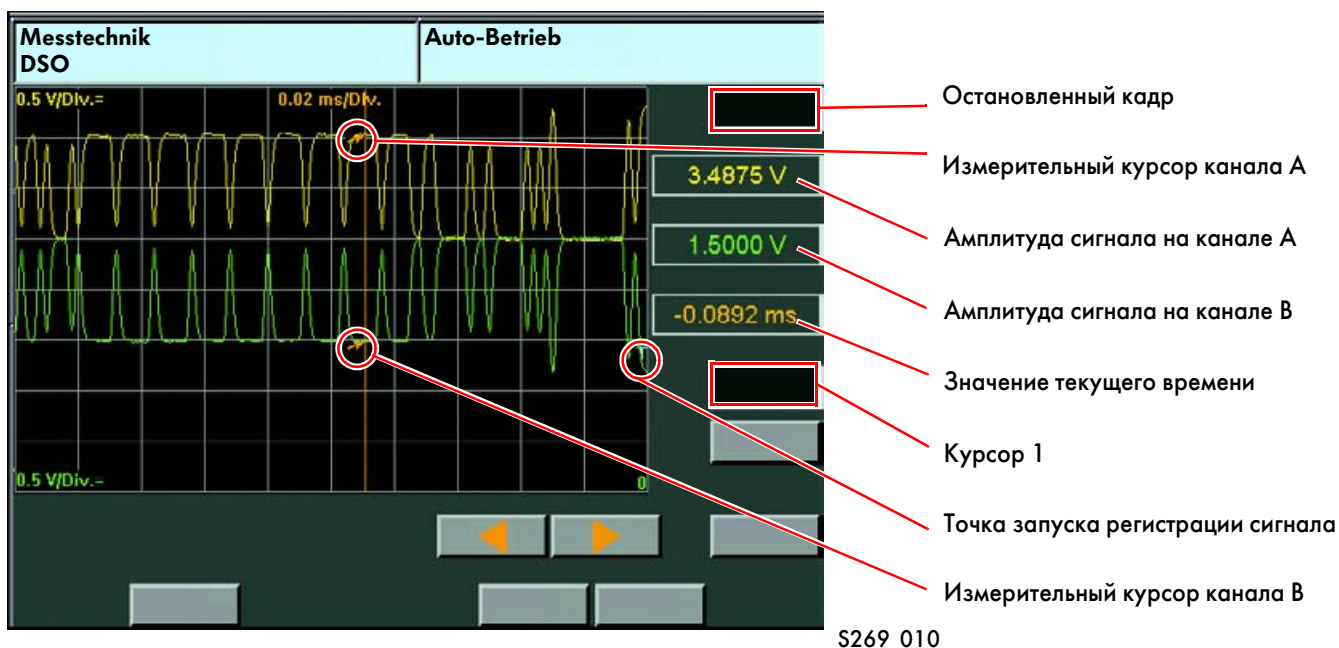 Messtechnik
DSO
Auto-Betrieb
0.5 V/Div.=
0.02 ms/Div.
3.4875 V
1.5000 V
-0.0892 ms
0.5 V/Div.-
0
Остановленный кадр
Измерительный курсор канала A
Амплитуда сигнала на канале A
Амплитуда сигнала на канале B
Значение текущего времени
Курсор 1
Точка запуска регистрации сигнала
Измерительный курсор канала B
S269 010